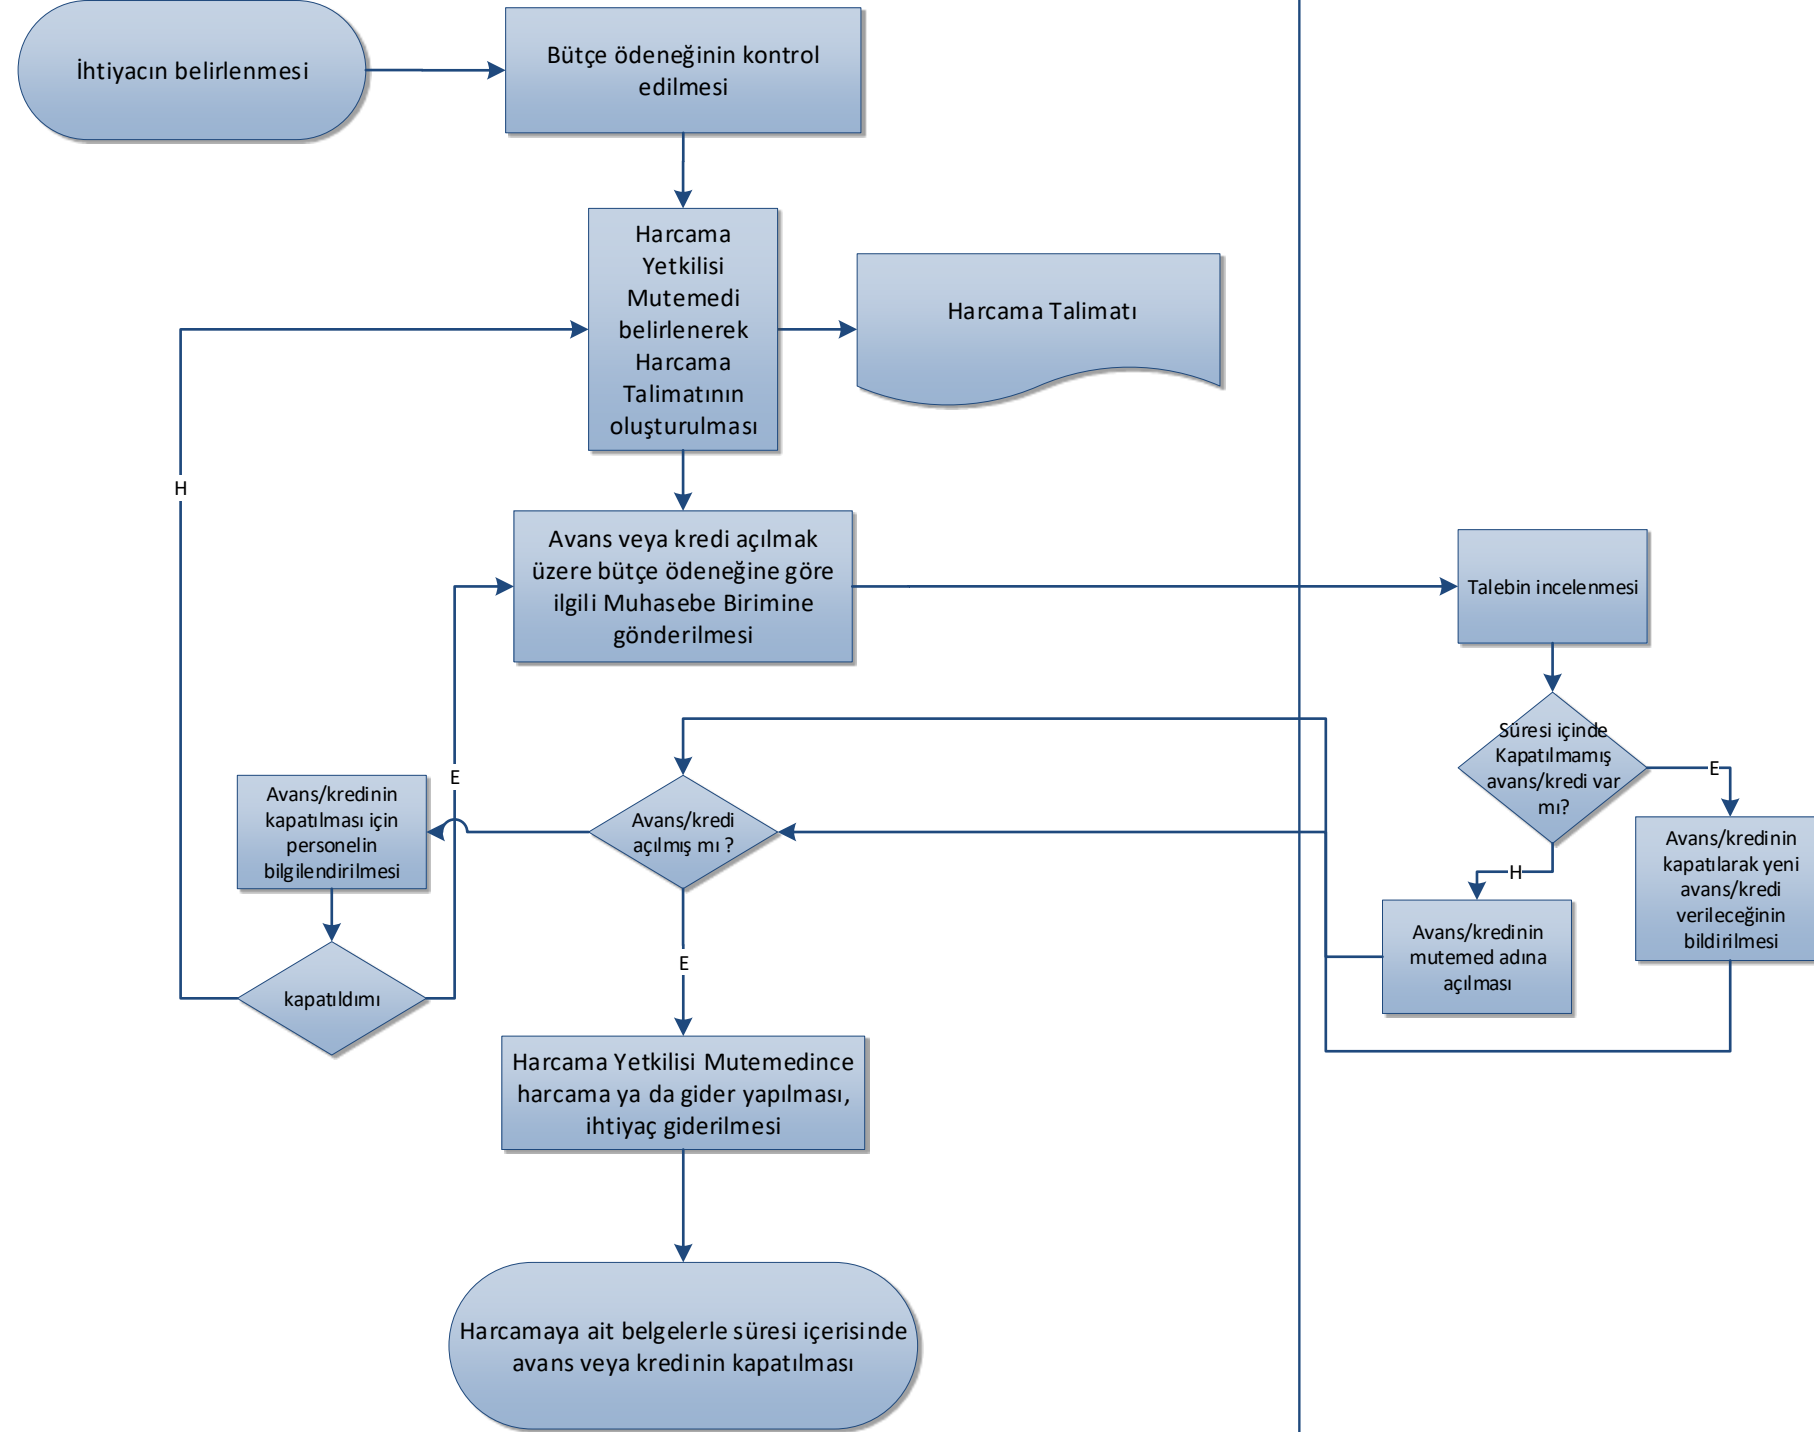 İhtiyacın belirlenmesi
Bütçe ödeneğinin kontrol
edilmesi
Harcama
Yetkilisi
Mutemedi
belirlenerek
Harcama
Talimatının
oluşturulması
Harcama Talimatı
H
Avans veya kredi açılmak
üzere bütçe ödeneğine göre
ilgili Muhasebe Birimine
gönderilmesi
Talebin incelenmesi
Süresi içinde
Kapatılmamış
avans/kredi var
mı?
E
E
Avans/kredinin
kapatılması için
personelin
bilgilendirilmesi
Avans/kredi
açılmış mı ?
Avans/kredinin
kapatılarak yeni
avans/kredi
verileceğinin
bildirilmesi
H
Avans/kredinin
mutemed adına
açılması
E
kapatıldımı
Harcama Yetkilisi Mutemedince
harcama ya da gider yapılması,
ihtiyaç giderilmesi
Harcamaya ait belgelerle süresi içerisinde
avans veya kredinin kapatılması